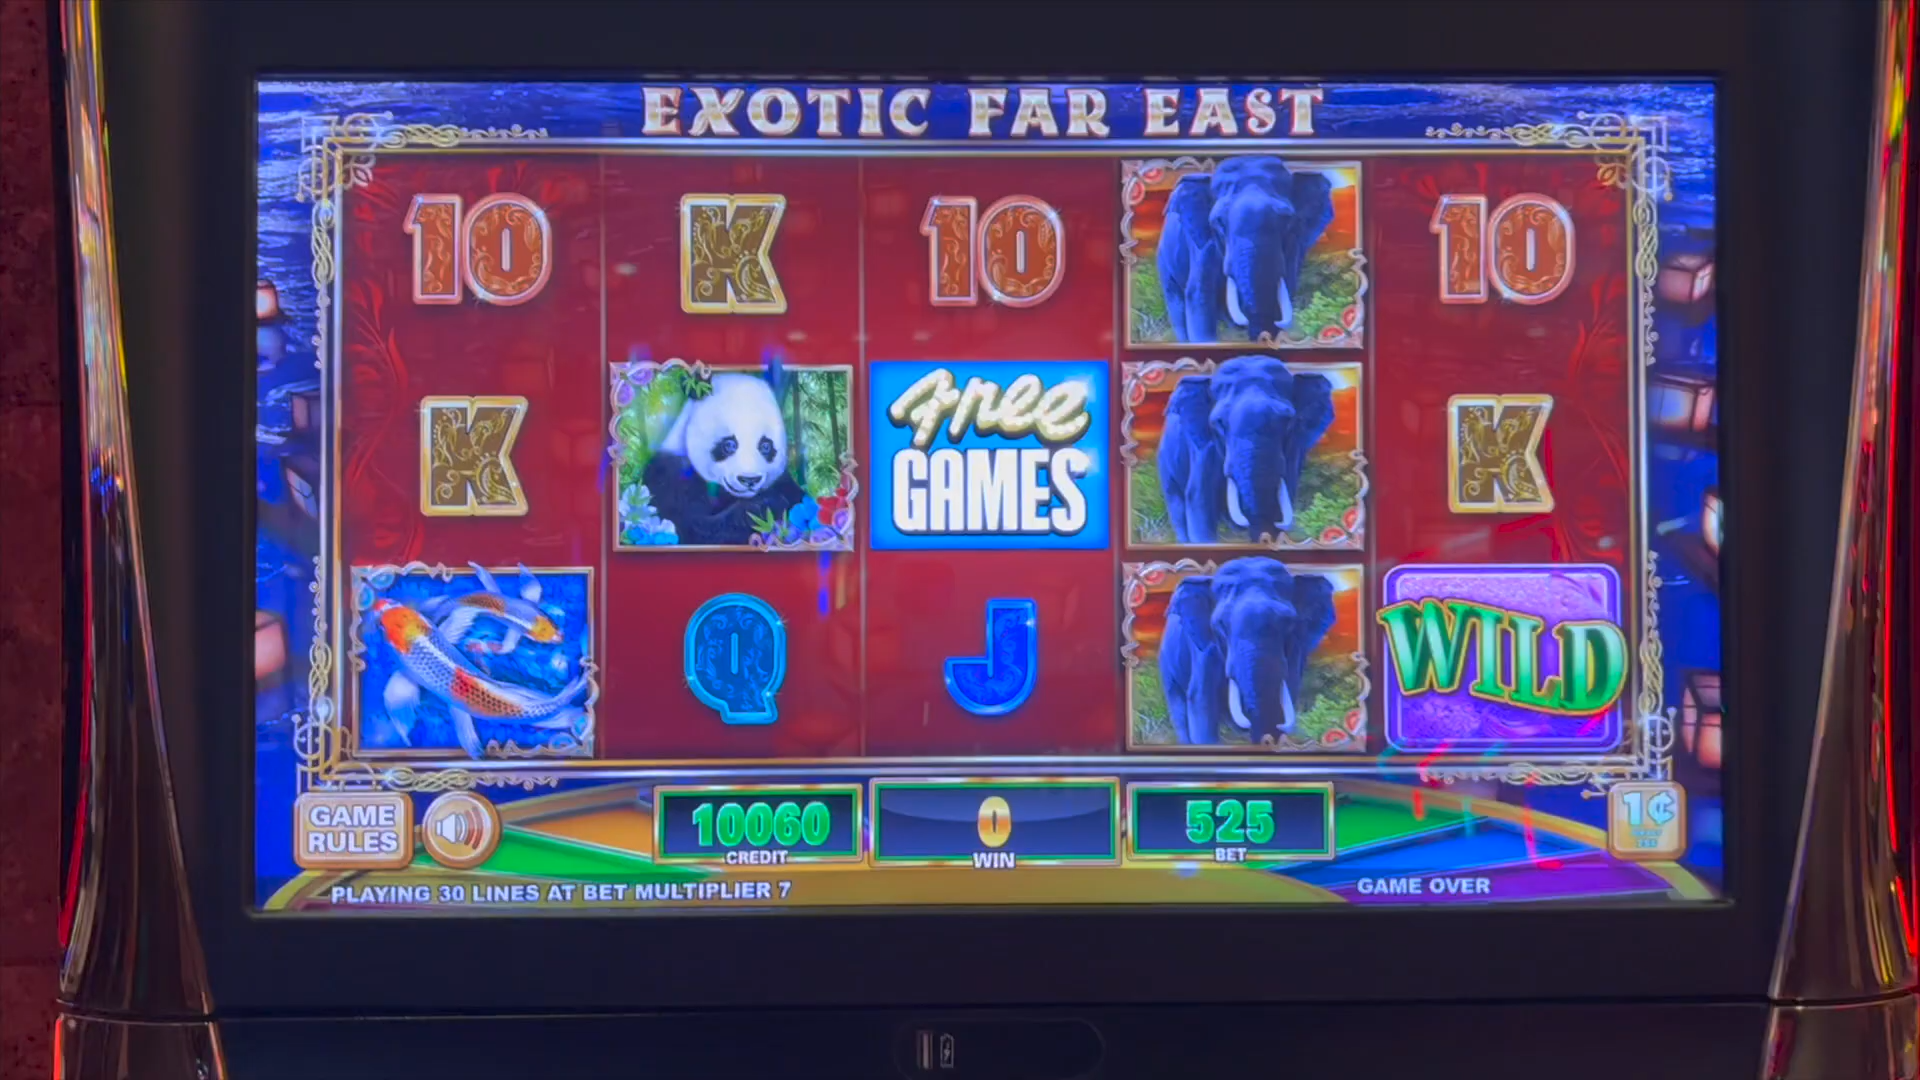 EXOTIC FAR EAST
10 K 10 10
K Free K
GAMES
Q J WILD
GAME
RULES
10060
CREDIT
0
WIN
525
BET
1¢
PLAYING 30 LINES AT BET MULTIPLIER 7
GAME OVER